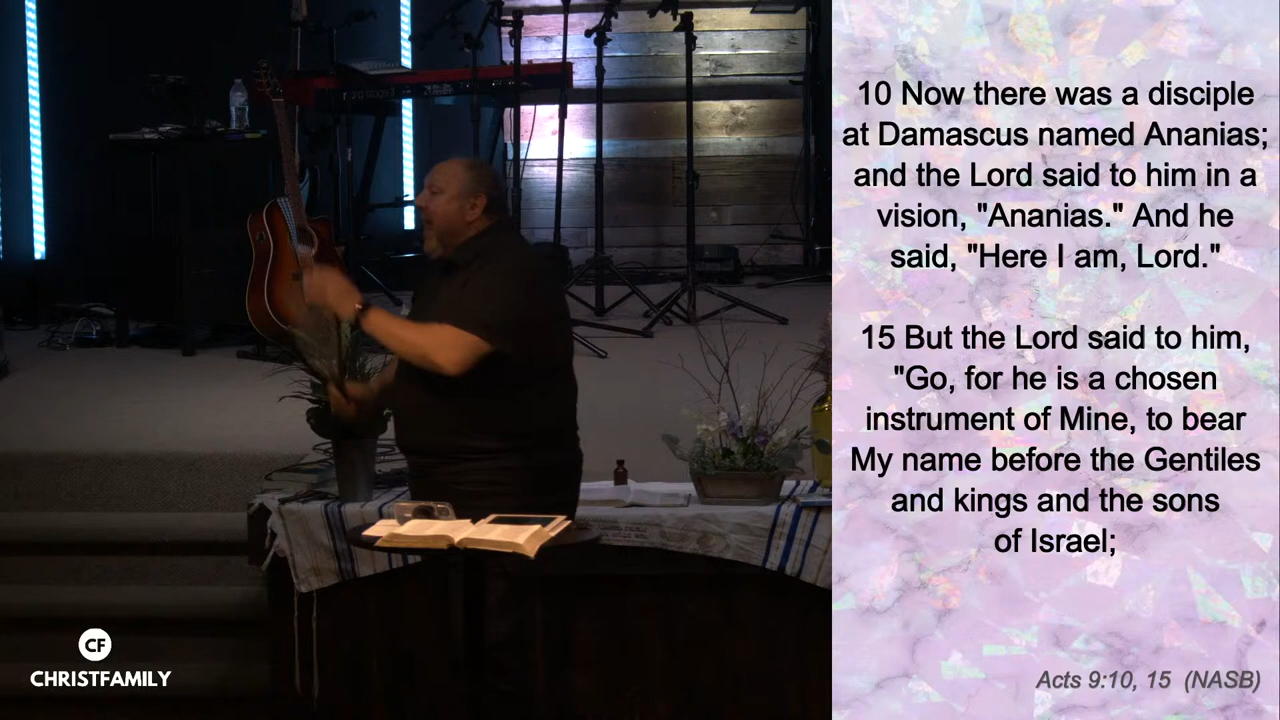 10 Now there was a disciple
at Damascus named Ananias;
and the Lord said to him in a
vision, "Ananias." And he
said, "Here I am, Lord."
15 But the Lord said to him,
"Go, for he is a chosen
instrument of Mine, to bear
My name before the Gentiles
and kings and the sons
of Israel;
Acts 9:10, 15 (NASB)
CF
CHRISTFAMILY